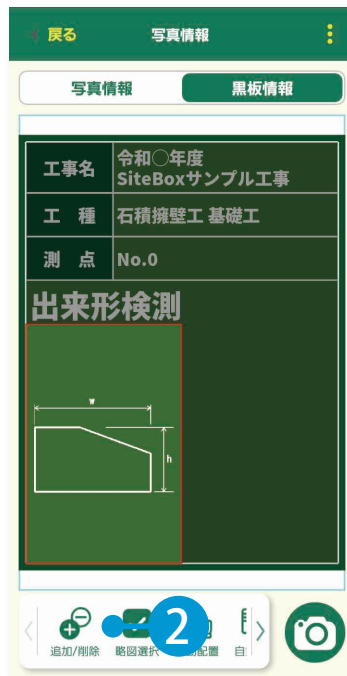 戻る
写真情報
写真情報
黒板情報
工事名
令和○年度
SiteBoxサンプル工事
工 種
石積擁壁工 基礎工
測 点
No.0
出来形検測
w
h
追加/削除
略図選択
配置
自
2